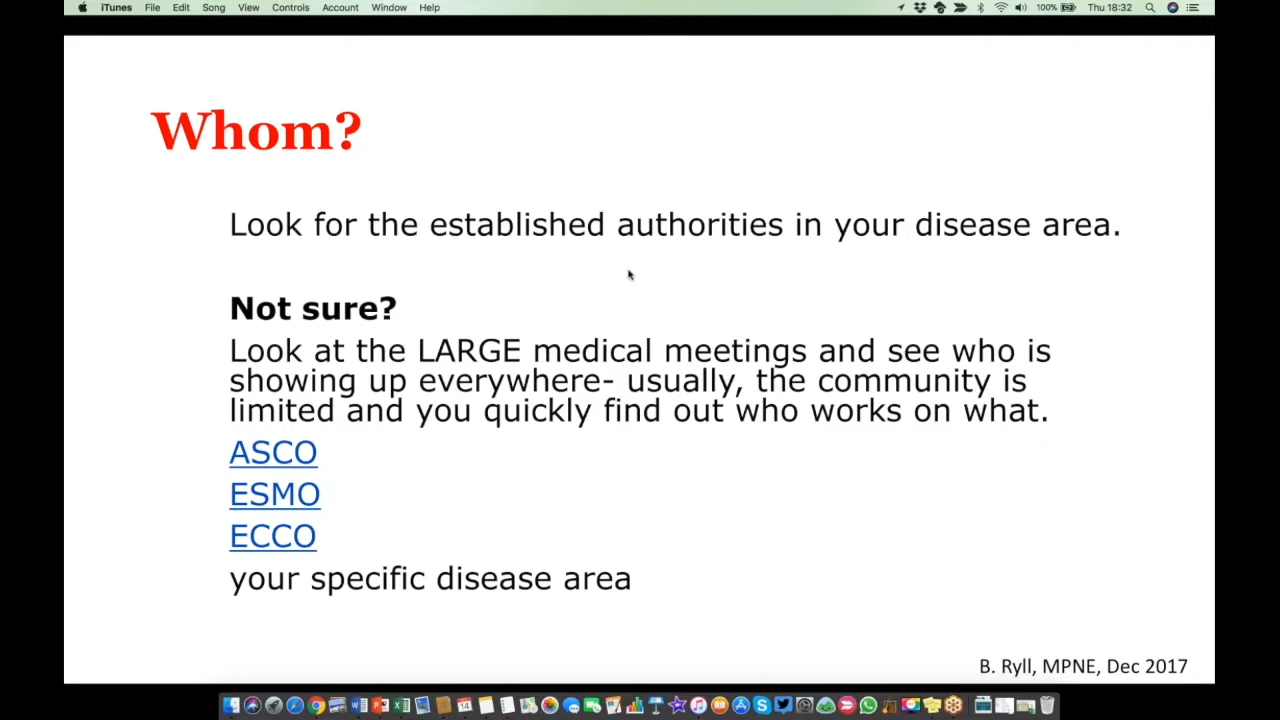 iTunes File Edit Song View Controls Account Window Help 100% Thu 18:32
Whom?
Look for the established authorities in your disease area.
Not sure?
Look at the LARGE medical meetings and see who is
showing up everywhere- usually, the community is
limited and you quickly find out who works on what.
ASCO
ESMO
ECCO
your specific disease area
B. Ryll, MPNE, Dec 2017